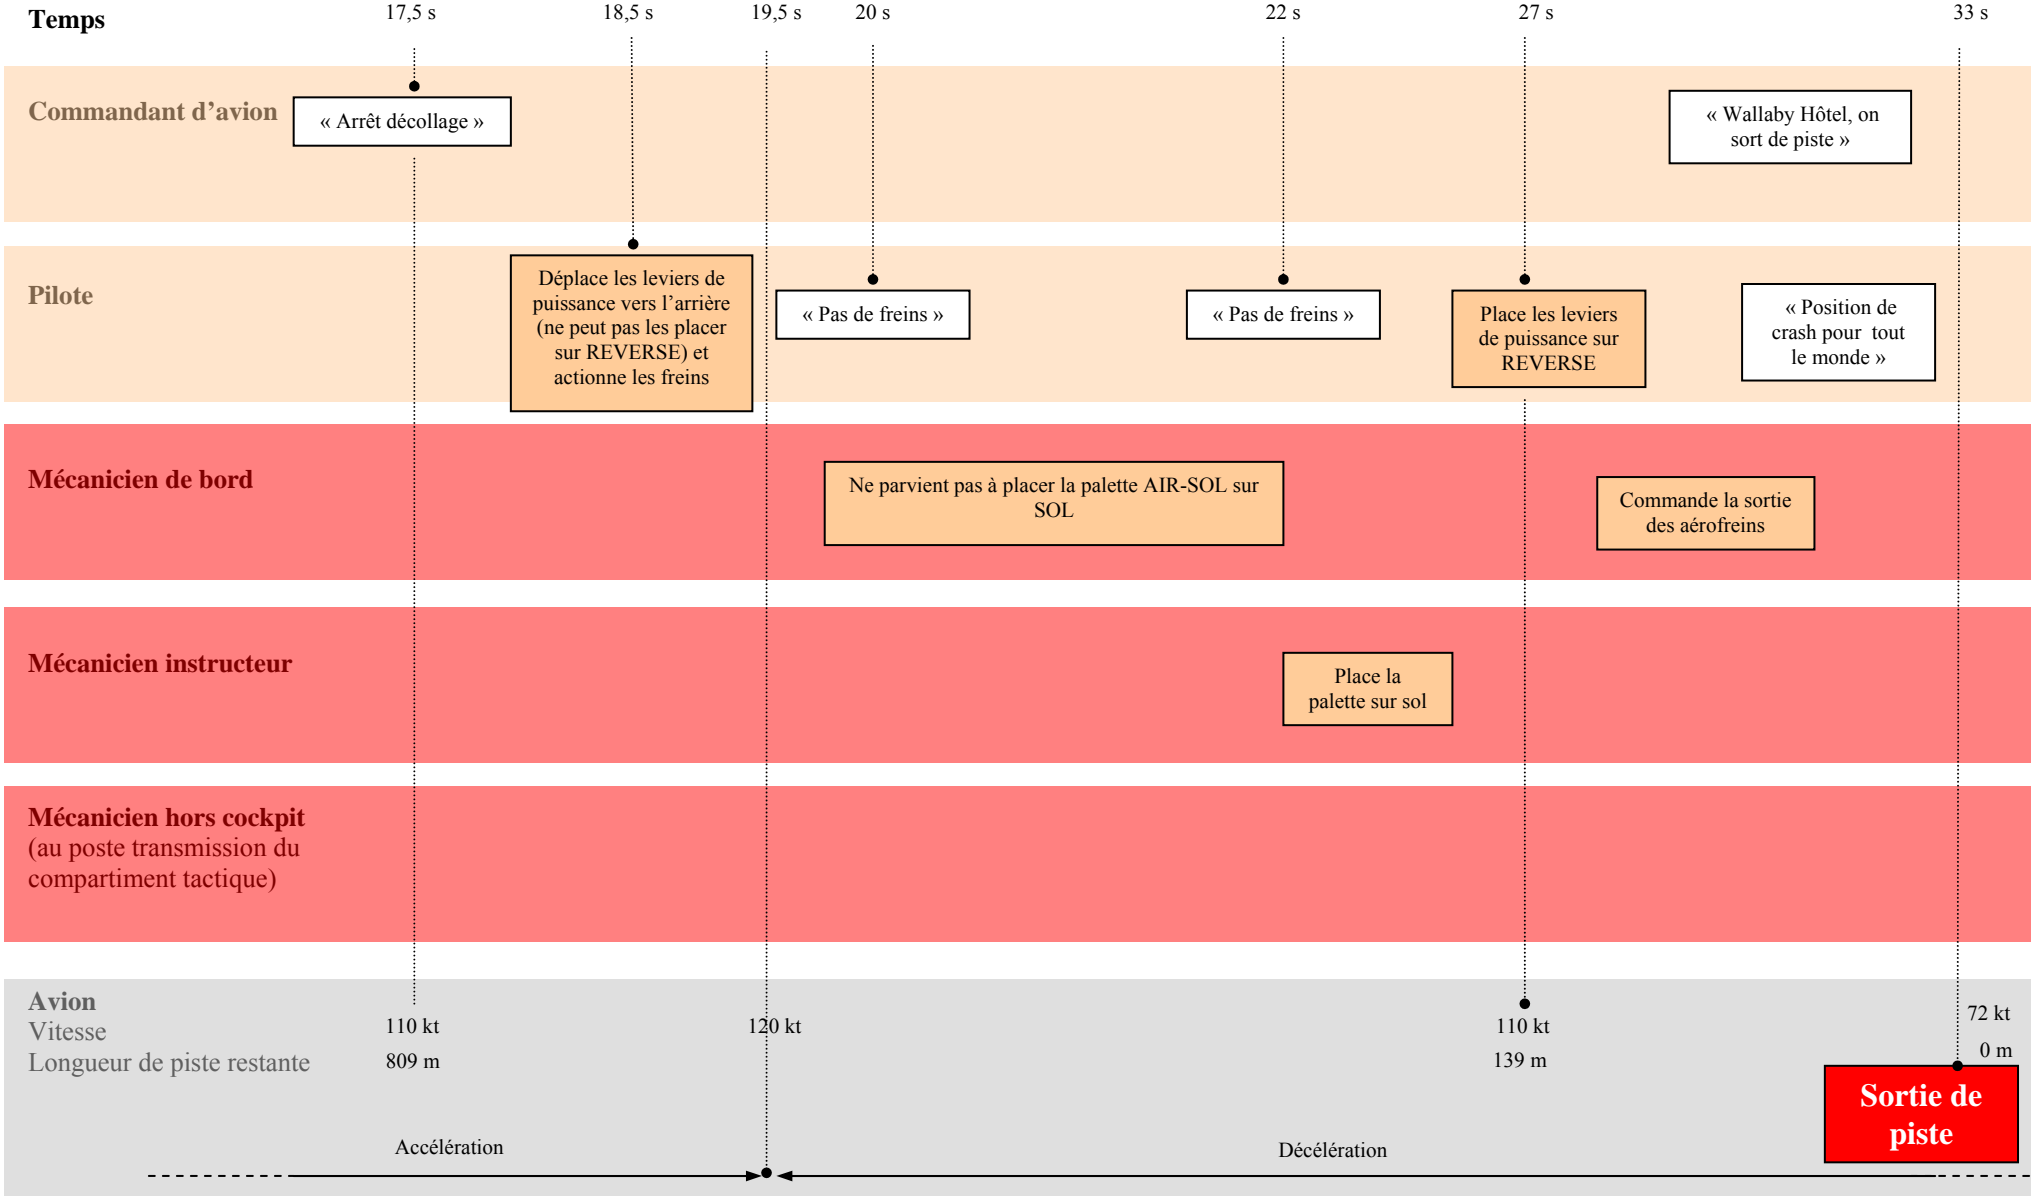 Temps
17,5 s
18,5 s
19,5 s
20 s
22 s
27 s
33 s
Commandant d’avion
« Arrêt décollage »
« Wallaby Hôtel, on
sort de piste »
Pilote
Déplace les leviers de
puissance vers l’arrière
(ne peut pas les placer
sur REVERSE) et
actionne les freins
« Pas de freins »
« Pas de freins »
Place les leviers
de puissance sur
REVERSE
« Position de
crash pour tout
le monde »
Mécanicien de bord
Ne parvient pas à placer la palette AIR-SOL sur
SOL
Commande la sortie
des aérofreins
Mécanicien instructeur
Place la
palette sur sol
Mécanicien hors cockpit
(au poste transmission du
compartiment tactique)
Avion
Vitesse
110 kt
120 kt
110 kt
72 kt
Longueur de piste restante
809 m
139 m
0 m
Sortie de
piste
Accélération
Décélération